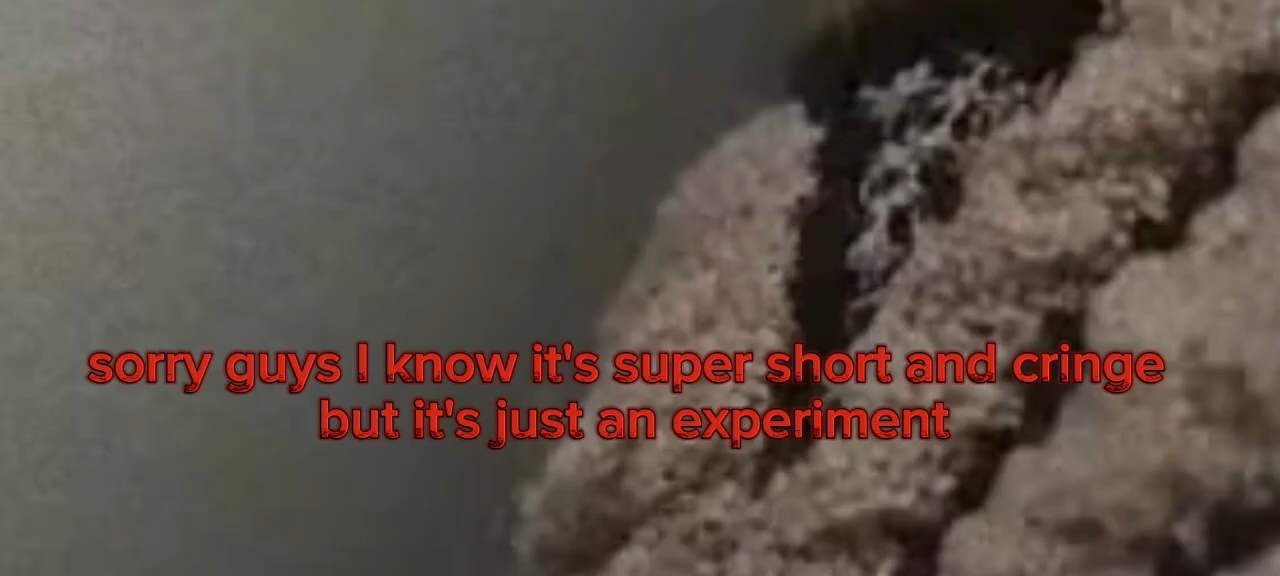 sorry guys I know it's super short and cringe
but it's just an experiment